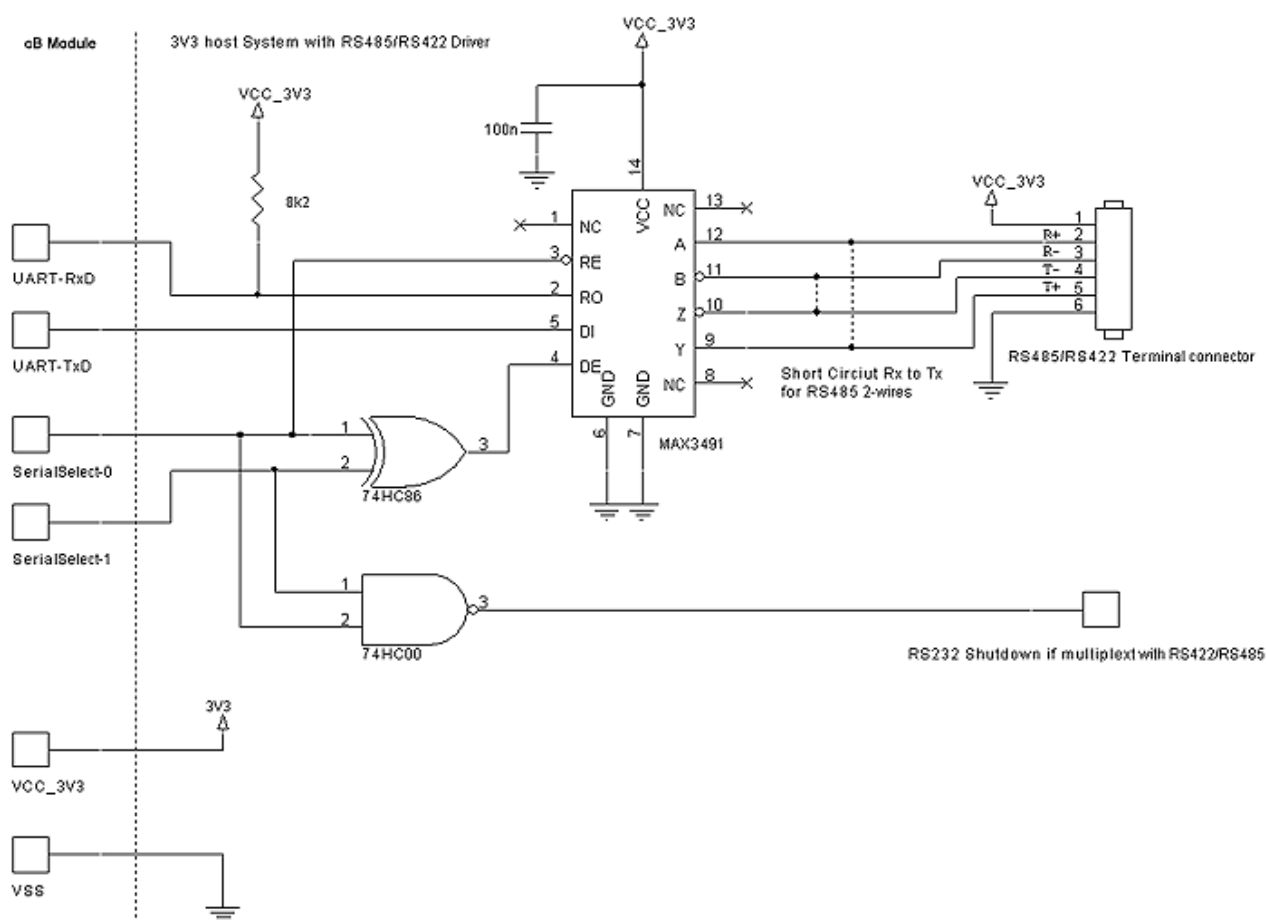 cB Module
3V3 host System with RS485/RS422 Driver
VCC_3V3
VCC_3V3
100n
8k2
14
VCC
1
NC
NC
13
3
RE
A
12
2
RO
B
11
5
DI
Z
10
4
DE
Y
9
GND
GND
NC
8
6
7
MAX3491
VCC_3V3
1
R+
2
R-
3
T-
4
T+
5
6
RS485/RS422 Terminal connector
Short Circiut Rx to Tx
for RS485 2-wires
UART-RxD
UART-TxD
SerialSelect-0
SerialSelect-1
1
2
3
74HC86
1
2
3
74HC00
RS232 Shutdown if multiplext with RS422/RS485
3V3
VCC_3V3
VSS